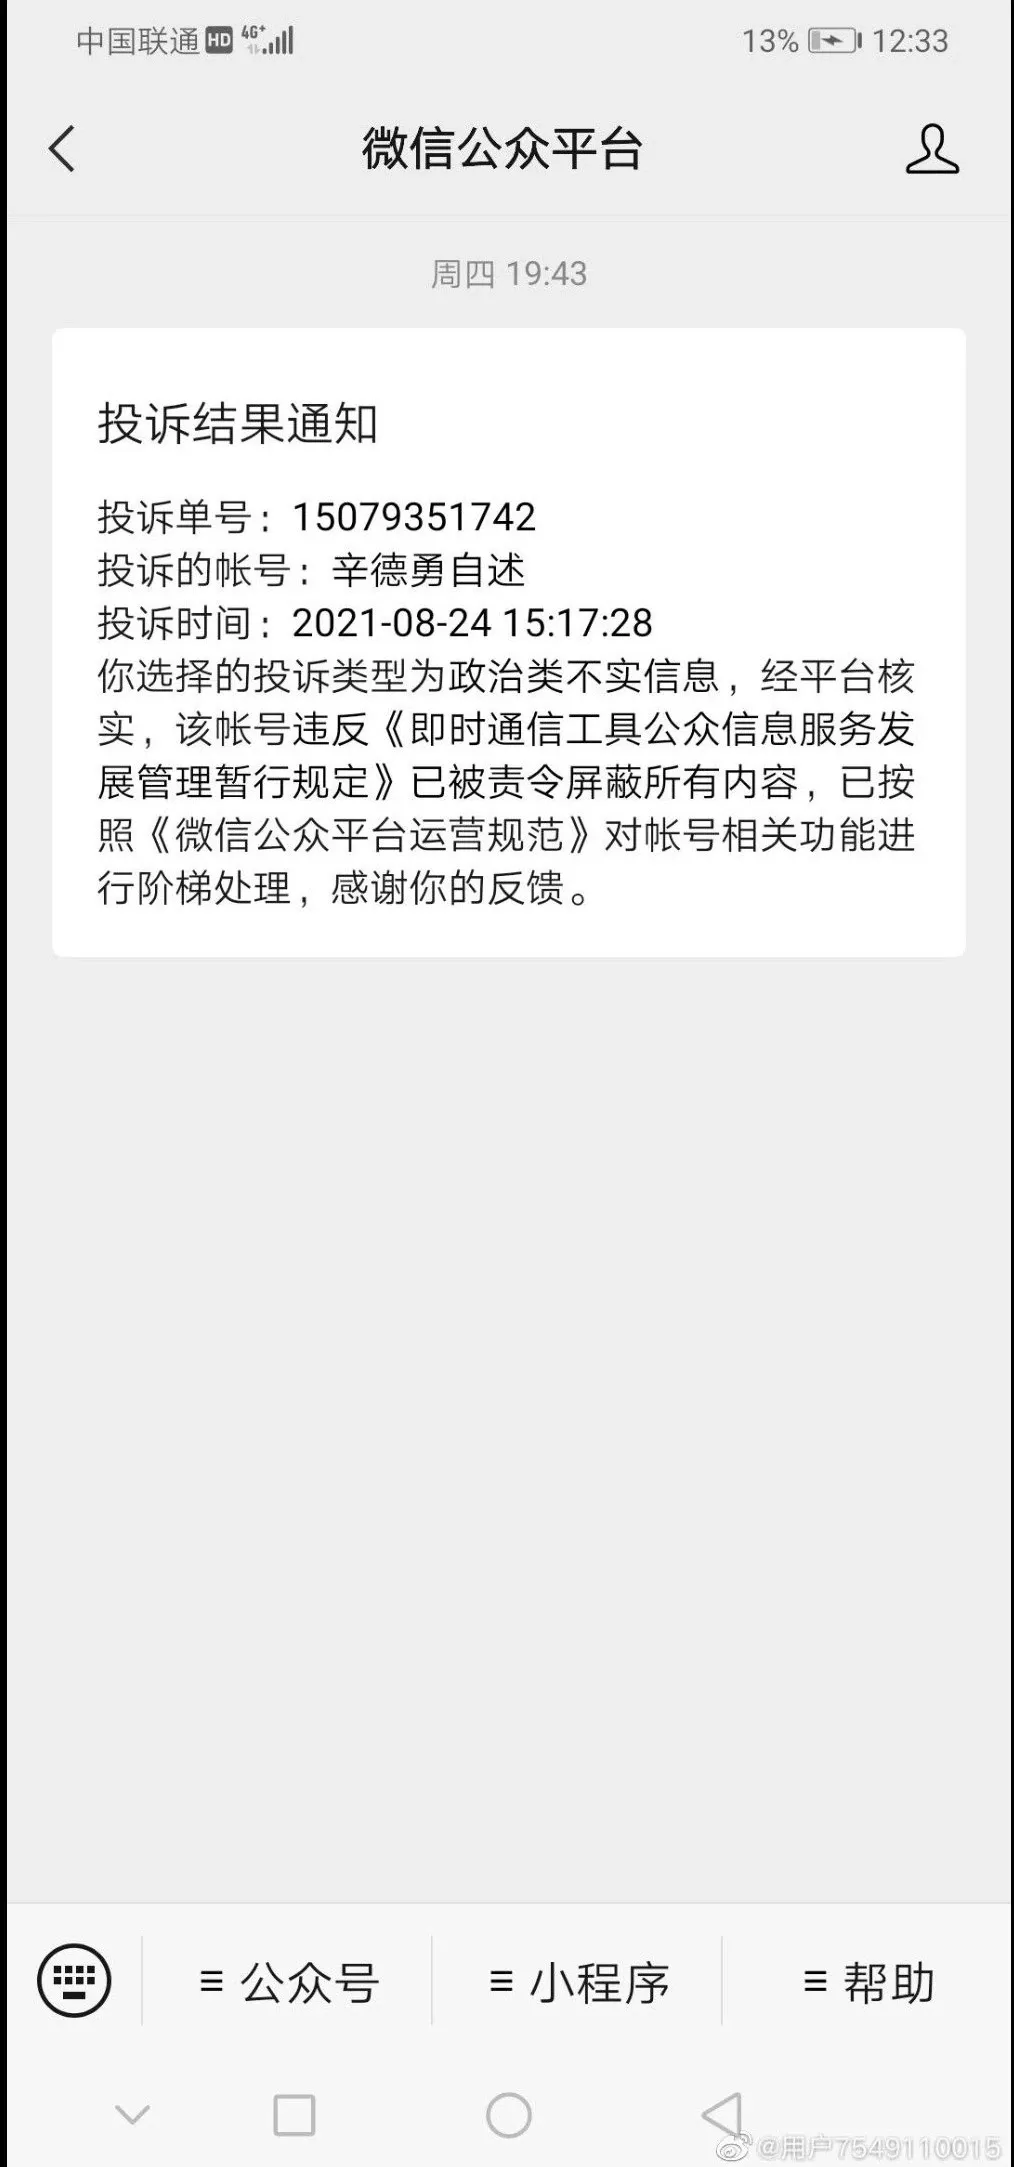 中国联通 HD 4G+
13% 12:33
微信公众平台
周四 19:43
投诉结果通知
投诉单号：15079351742
投诉的帐号：辛德勇自述
投诉时间：2021-08-24 15:17:28
你选择的投诉类型为政治类不实信息，经平台核
实，该帐号违反《即时通信工具公众信息服务发
展管理暂行规定》已被责令屏蔽所有内容，已按
照《微信公众平台运营规范》对帐号相关功能进
行阶梯处理，感谢你的反馈。
公众号
小程序
帮助
@用户7549110015